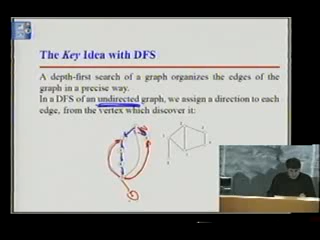 The Key Idea with DFS
A depth-first search of a graph organizes the edges of the
graph in a precise way.
In a DFS of an undirected graph, we assign a direction to each
edge, from the vertex which discover it: